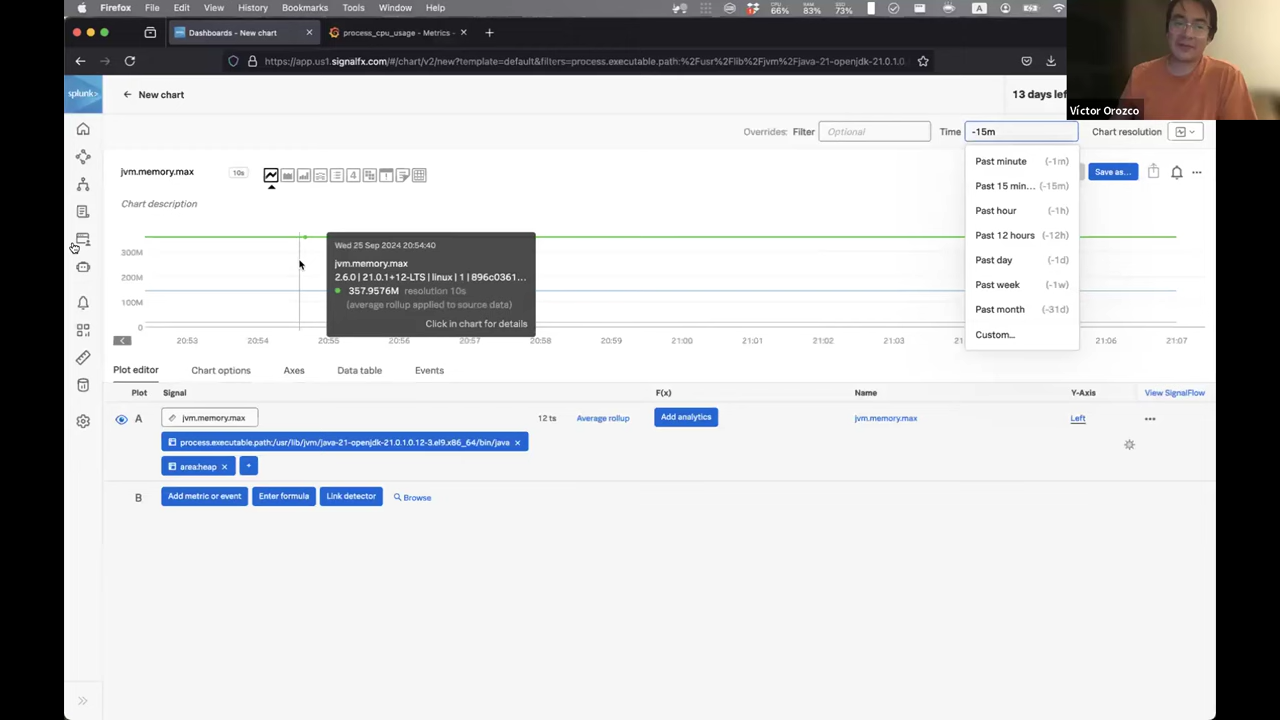 Firefox File Edit View History Bookmarks Tools Window Help
CPU 66% 83% 73% A
Dashboards - New chart × process_cpu_usage - Metrics - × +
https://app.us1.signalfx.com/#/chart/v2/new?template=default&filters=process.executable.path:%2Fusr%2Flib%2Fjvm%2Fjava-21-openjdk-21.0.1.0
Víctor Orozco
splunk>
← New chart
13 days
Overrides: Filter Optional Time -15m Chart resolution
Past minute (-1m)
Past 15 min... (-15m)
Past hour (-1h)
Past 12 hours (-12h)
Past day (-1d)
Past week (-1w)
Past month (-31d)
Custom...
jvm.memory.max 10s
4 1
Save as... ...
Chart description
300M
200M
100M
0
Wed 25 Sep 2024 20:54:40
jvm.memory.max
2.6.0 | 21.0.1+12-LTS | linux | 1 | 896c0361...
357.9576M resolution 10s
(average rollup applied to source data)
Click in chart for details
20:53 20:54 20:55 20:56 20:57 20:58 20:59 21:00 21:01 21:02 21:03 21:06 21:07
Plot editor Chart options Axes Data table Events
Plot Signal F(x) Name Y-Axis View SignalFlow
A jvm.memory.max 12 ts Average rollup Add analytics jvm.memory.max Left ...
process.executable.path:/usr/lib/jvm/java-21-openjdk-21.0.1.0.12-3.el9.x86_64/bin/java ×
area:heap × +
B Add metric or event Enter formula Link detector Browse